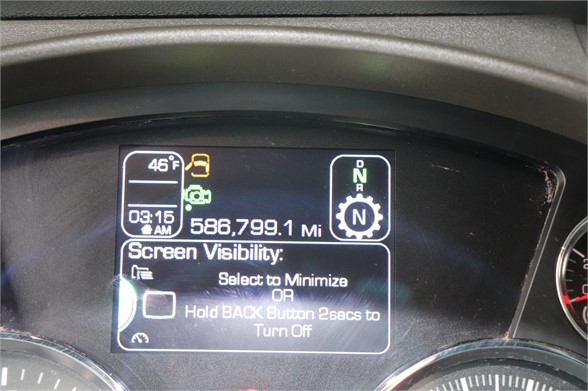 46°F
03:15
AM
586,799.1 Mi
D
N
R
N
Screen Visibility:
Select to Minimize
OR
Hold BACK Button 2secs to
Turn Off